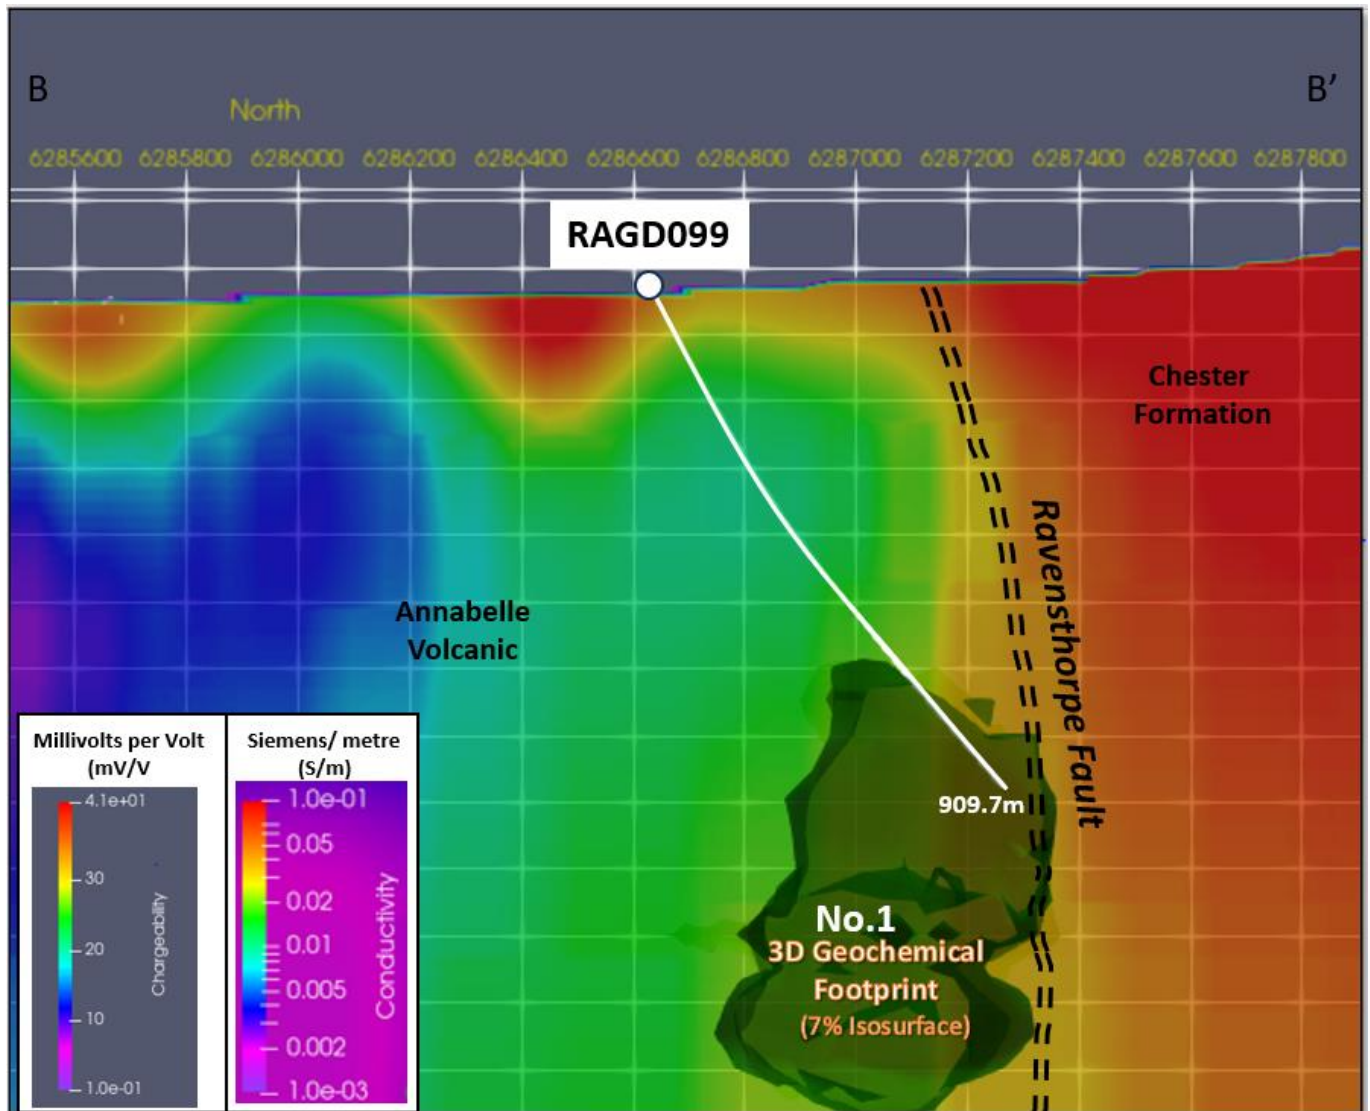 B
B’
North
6285600 6285800 6286000 6286200 6286400 6286600 6286800 6287000 6287200 6287400 6287600 6287800
RAGD099
Chester
Formation
Ravensthorpe Fault
Annabelle
Volcanic
909.7m
No.1
3D Geochemical
Footprint
(7% Isosurface)
Millivolts per Volt
(mV/V
4.1e+01
30
20
10
1.0e-01
Chargeability
Siemens/ metre
(S/m)
1.0e-01
0.05
0.02
0.01
0.005
0.002
1.0e-03
Conductivity